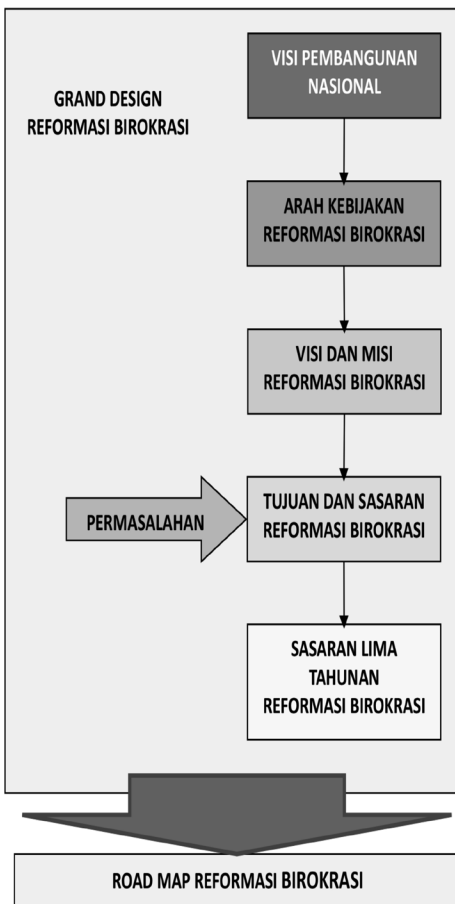 GRAND DESIGN
REFORMASI BIROKRASI
VISI PEMBANGUNAN
NASIONAL
ARAH KEBIJAKAN
REFORMASI BIROKRASI
VISI DAN MISI
REFORMASI BIROKRASI
PERMASALAHAN
TUJUAN DAN SASARAN
REFORMASI BIROKRASI
SASARAN LIMA
TAHUNAN
REFORMASI BIROKRASI
ROAD MAP REFORMASI BIROKRASI